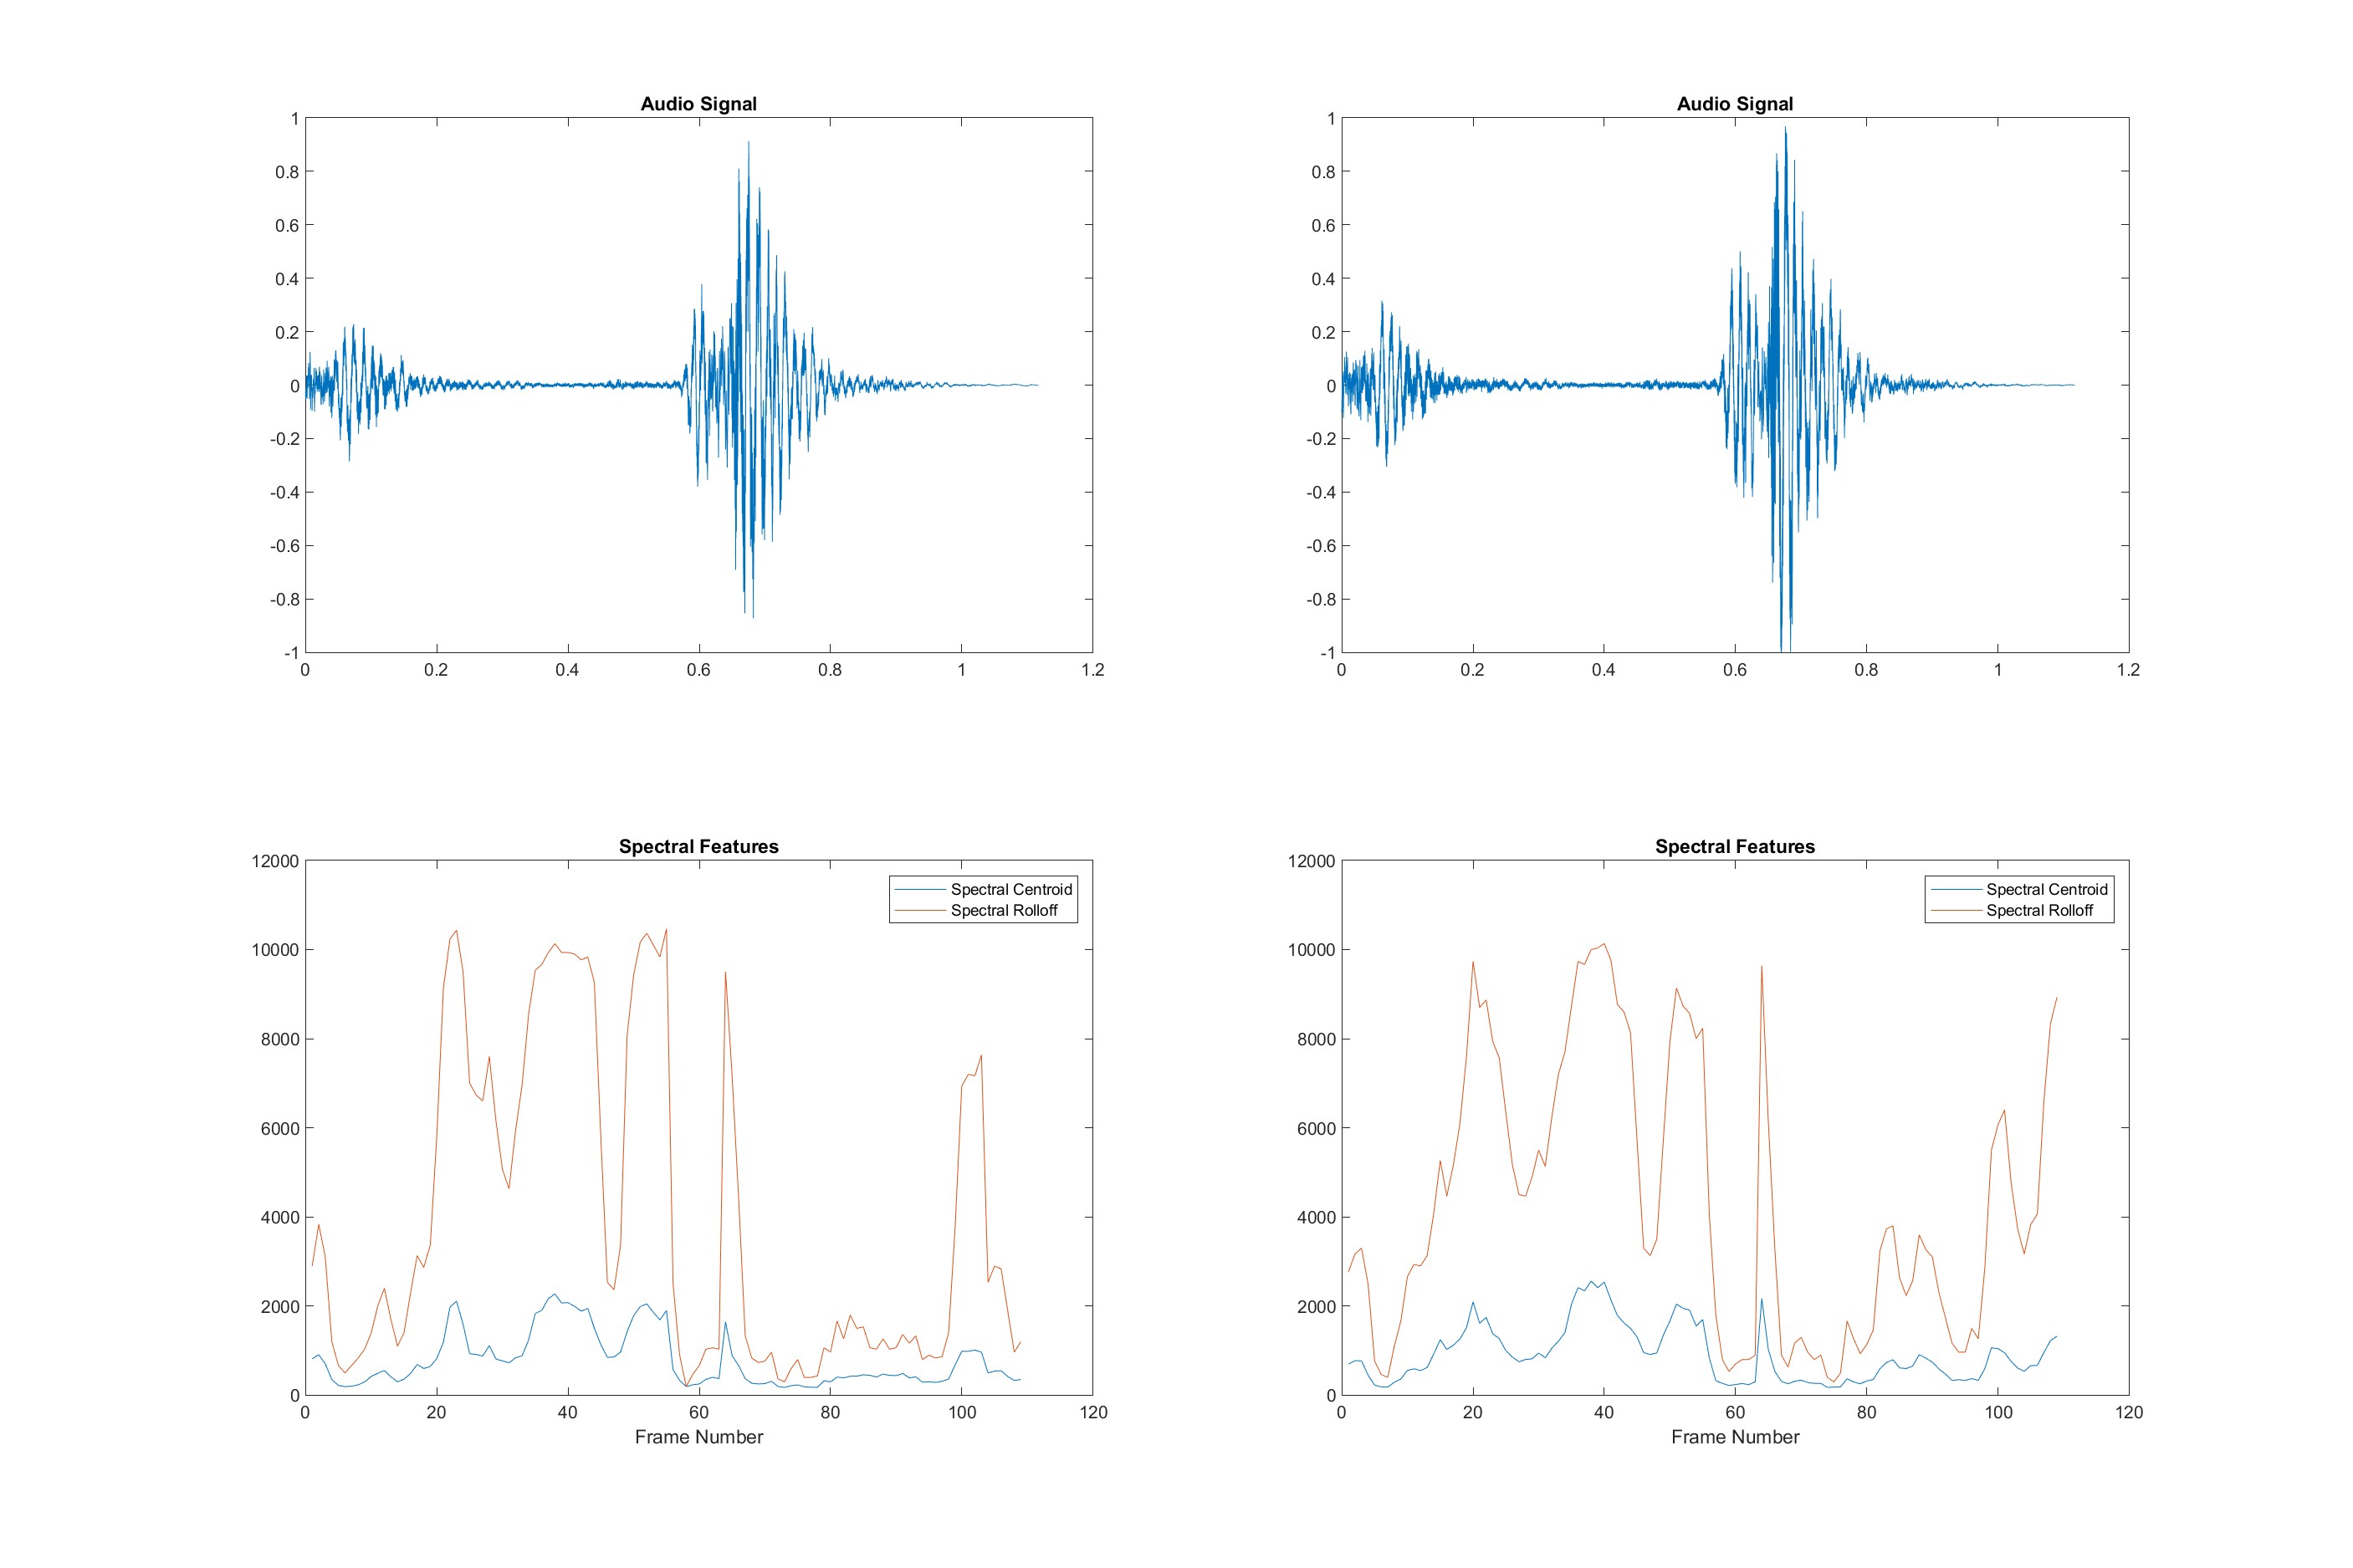 Audio Signal
1
0.8
0.6
0.4
0.2
0
-0.2
-0.4
-0.6
-0.8
-1
0 0.2 0.4 0.6 0.8 1 1.2
Audio Signal
1
0.8
0.6
0.4
0.2
0
-0.2
-0.4
-0.6
-0.8
-1
0 0.2 0.4 0.6 0.8 1 1.2
Spectral Features
12000
10000
8000
6000
4000
2000
0
Spectral Centroid
Spectral Rolloff
0 20 40 60 80 100 120
Frame Number
Spectral Features
12000
10000
8000
6000
4000
2000
0
Spectral Centroid
Spectral Rolloff
0 20 40 60 80 100 120
Frame Number